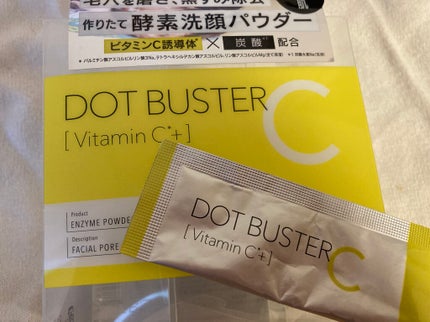 毛穴を磨き、黒ずみ除去
作りたて酵素洗顔パウダー
ビタミンC誘導体* × 炭酸*² 配合
DOT BUSTER C
[ Vitamin C*+]
Product
ENZYME POWDE
Description
FACIAL PORE
DOT BUSTER C
[ Vitamin C*+]